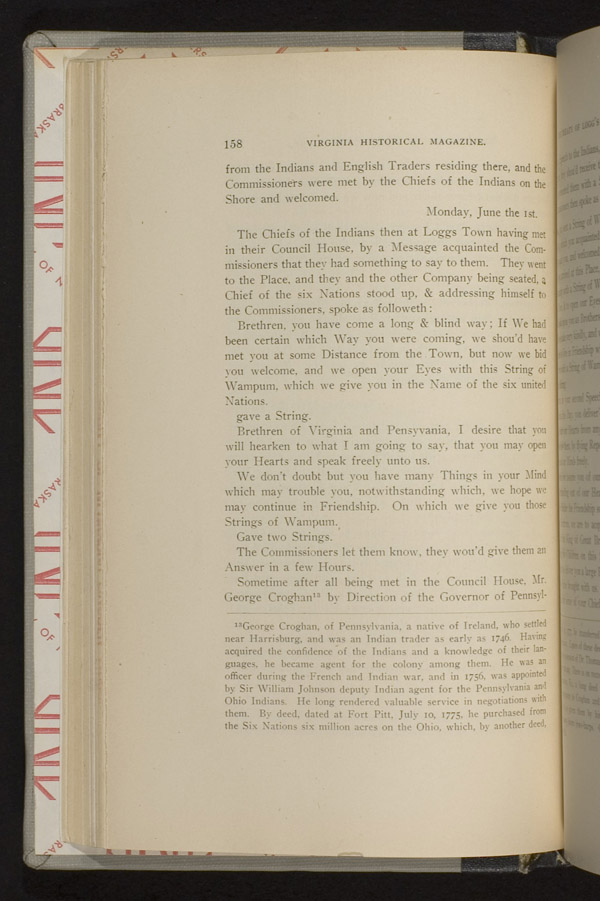 158 VIRGINIA HISTORICAL MAGAZINE.
from the Indians and English Traders residing there, and the
Commissioners were met by the Chiefs of the Indians on the
Shore and welcomed.
Monday, June the 1st.
The Chiefs of the Indians then at Loggs Town having met
in their Council House, by a Message acquainted the Com-
missioners that they had something to say to them. They went
to the Place, and they and the other Company being seated, a
Chief of the six Nations stood up, & addressing himself to
the Commissioners, spoke as followeth:
Brethren, you have come a long & blind way; If We had
been certain which Way you were coming, we shou'd have
met you at some Distance from the Town, but now we bid
you welcome, and we open your Eyes with this String of
Wampum, which we give you in the Name of the six united
Nations.
gave a String.
Brethren of Virginia and Pensyvania, I desire that you
will hearken to what I am going to say, that you may open
your Hearts and speak freely unto us.
We don't doubt but you have many Things in your Mind
which may trouble you, notwithstanding which, we hope we
may continue in Friendship. On which we give you those
Strings of Wampum.
Gave two Strings.
The Commissioners let them know, they wou'd give them an
Answer in a few Hours.
Sometime after all being met in the Council House, Mr.
George Croghan¹³ by Direction of the Governor of Pennsyl-
¹³George Croghan, of Pennsylvania, a native of Ireland, who settled
near Harrisburg, and was an Indian trader as early as 1746. Having
acquired the confidence of the Indians and a knowledge of their lan-
guages, he became agent for the colony among them. He was an
officer during the French and Indian war, and in 1756, was appointed
by Sir William Johnson deputy Indian agent for the Pennsylvania and
Ohio Indians. He long rendered valuable service in negotiations with
them. By deed, dated at Fort Pitt, July 10, 1775, he purchased from
the Six Nations six million acres on the Ohio, which, by another deed,